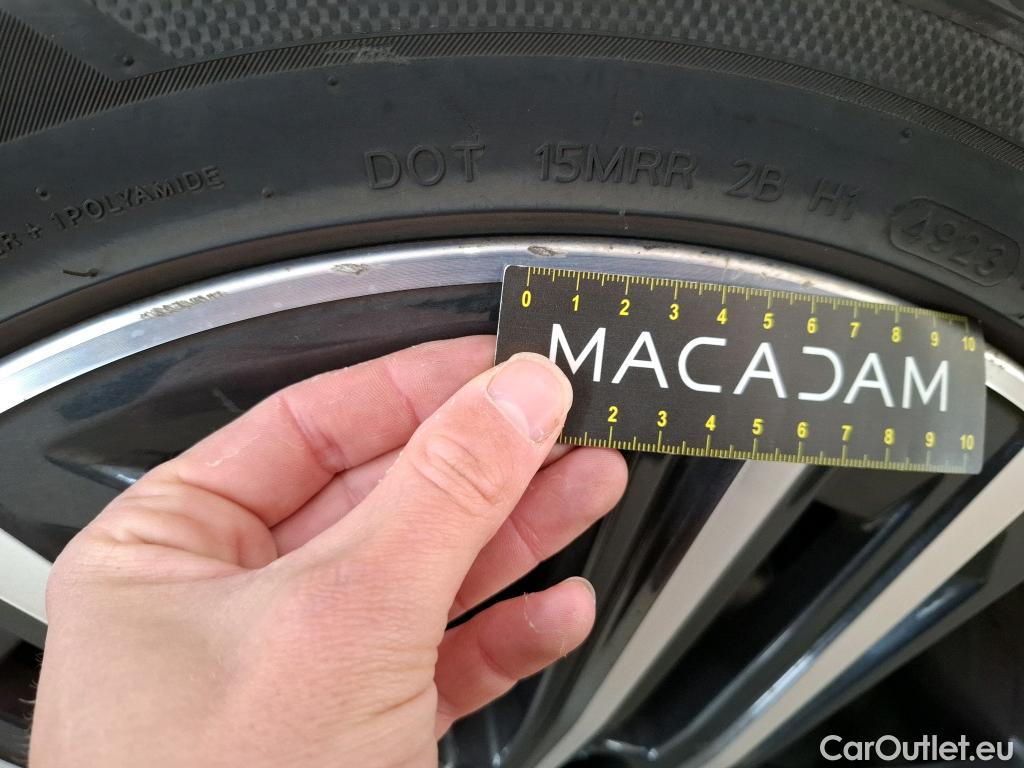 R + 1POLYAMIDE
DOT 15MRR 2B H1 4923
0 1 2 3 4 5 6 7 8 9 10
MACADAM
2 3 4 5 6 7 8 9 10
CarOutlet.eu